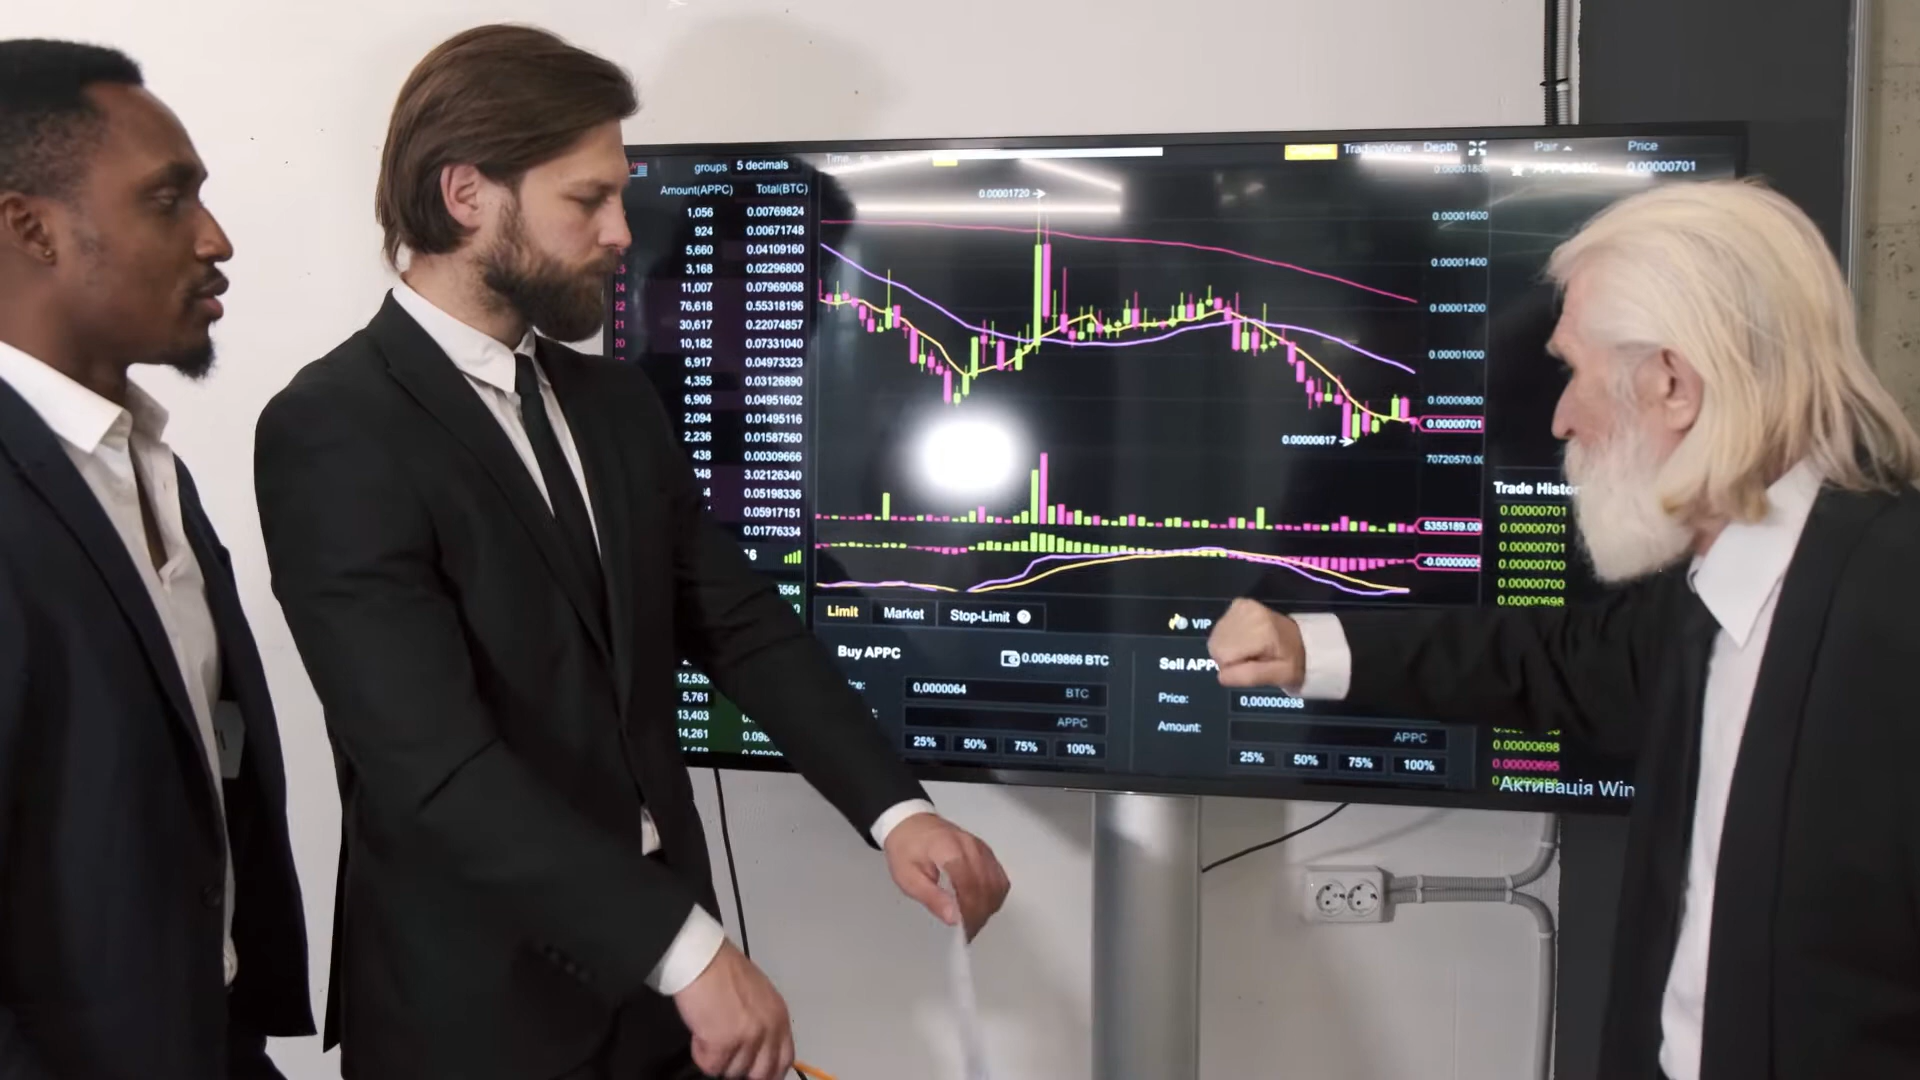 groups 5 decimals
Amount(APPC) Total(BTC)
1,056 0.00769824
924 0.00671748
5,660 0.04109160
3,168 0.02296800
11,007 0.07969068
76,618 0.55318196
30,617 0.22074857
10,182 0.07331040
6,917 0.04973323
4,355 0.03126890
6,906 0.04951602
2,094 0.01495116
2,236 0.01587560
438 0.00309666
3.02126340
0.05198336
0.05917151
0.01776334
12,535
5,761
13,403
14,261
Time
TradingView Depth
0.00001720
0.00001600
0.00001400
0.00001200
0.00001000
0.00000800
0.00000701
0.00000617
70720570.00
5355189.00
Limit Market Stop-Limit
VIP
Buy APPC 0.00649866 BTC
0,0000064 BTC
APPC
25% 50% 75% 100%
Sell
Price: 0,00000698
Amount: APPC
25% 50% 75% 100%
Pair Price
0.00000701
Trade
0.00000701
0.00000701
0.00000701
0.00000700
0.00000700
0.00000698
0.00000698
0.00000695
Активація Win